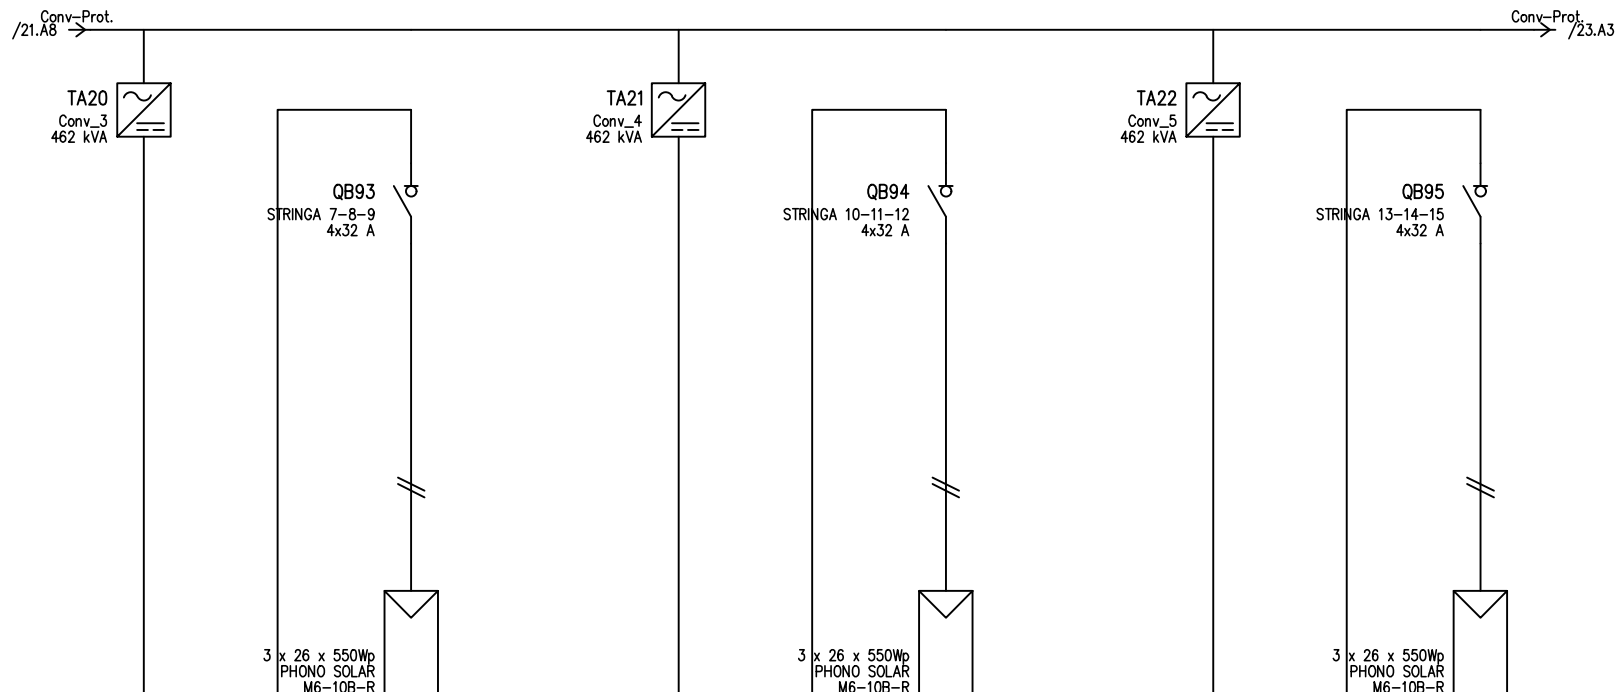 Conv-Prot.
/21.A8
Conv-Prot.
/23.A3
TA20
Conv_3
462 kVA
TA21
Conv_4
462 kVA
TA22
Conv_5
462 kVA
QB93
STRINGA 7-8-9
4x32 A
QB94
STRINGA 10-11-12
4x32 A
QB95
STRINGA 13-14-15
4x32 A
3 x 26 x 550Wp
PHONO SOLAR
M6-10B-R
3 x 26 x 550Wp
PHONO SOLAR
M6-10B-R
3 x 26 x 550Wp
PHONO SOLAR
M6-10B-R